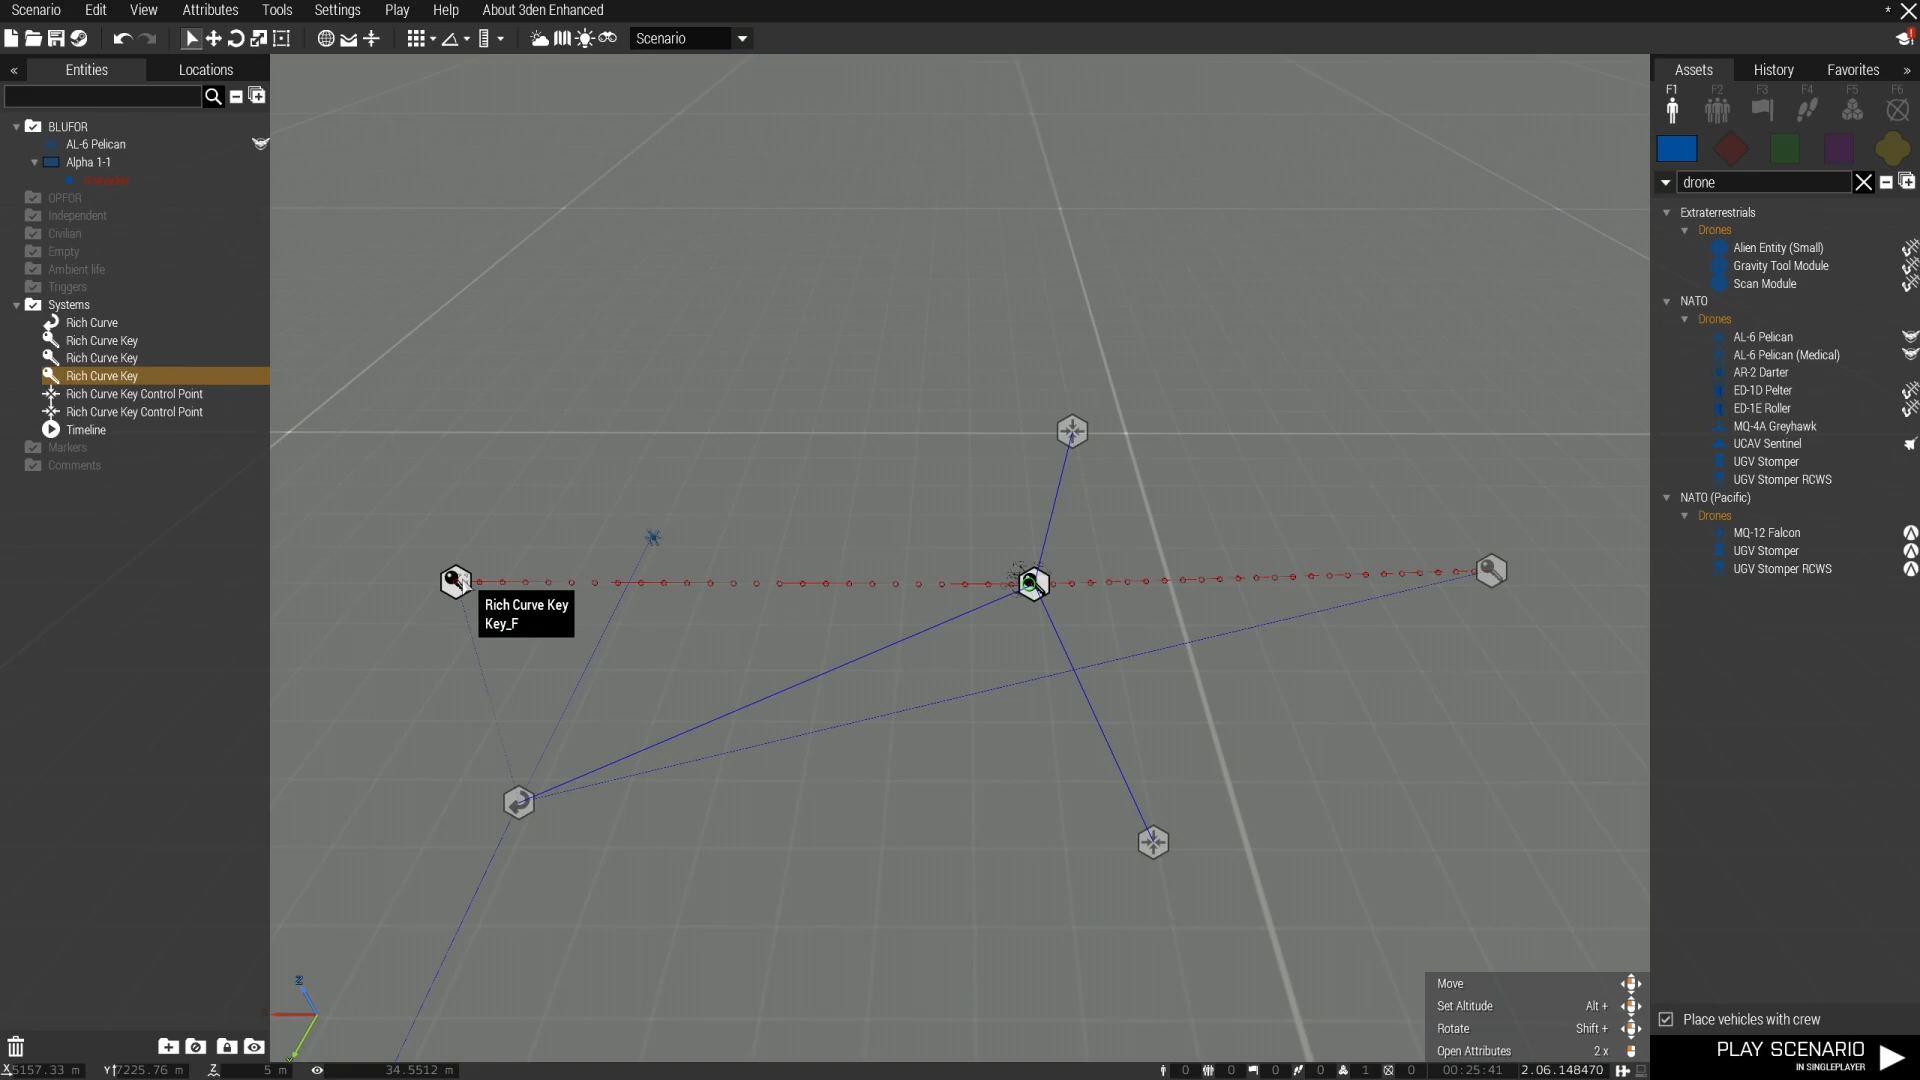 Scenario Edit View Attributes Tools Settings Play Help About 3den Enhanced *
Scenario
Entities Locations
BLUFOR
AL-6 Pelican
Alpha 1-1
Grenadier
OPFOR
Independent
Civilian
Empty
Ambient life
Triggers
Systems
Rich Curve
Rich Curve Key
Rich Curve Key
Rich Curve Key
Rich Curve Key Control Point
Rich Curve Key Control Point
Timeline
Markers
Comments
Rich Curve Key
Key_F
Z
Move
Set Altitude Alt +
Rotate Shift +
Open Attributes 2 x
Assets History Favorites
F1 F2 F3 F4 F5 F6
drone
Extraterrestrials
Drones
Alien Entity (Small)
Gravity Tool Module
Scan Module
NATO
Drones
AL-6 Pelican
AL-6 Pelican (Medical)
AR-2 Darter
ED-1D Pelter
ED-1E Roller
MQ-4A Greyhawk
UCAV Sentinel
UGV Stomper
UGV Stomper RCWS
NATO (Pacific)
Drones
MQ-12 Falcon
UGV Stomper
UGV Stomper RCWS
Place vehicles with crew
PLAY SCENARIO
IN SINGLEPLAYER
X 5157.33 m Y 7225.76 m Z 5 m 34.5512 m 0 0 0 0 1 0 00:25:41 2.06.148470